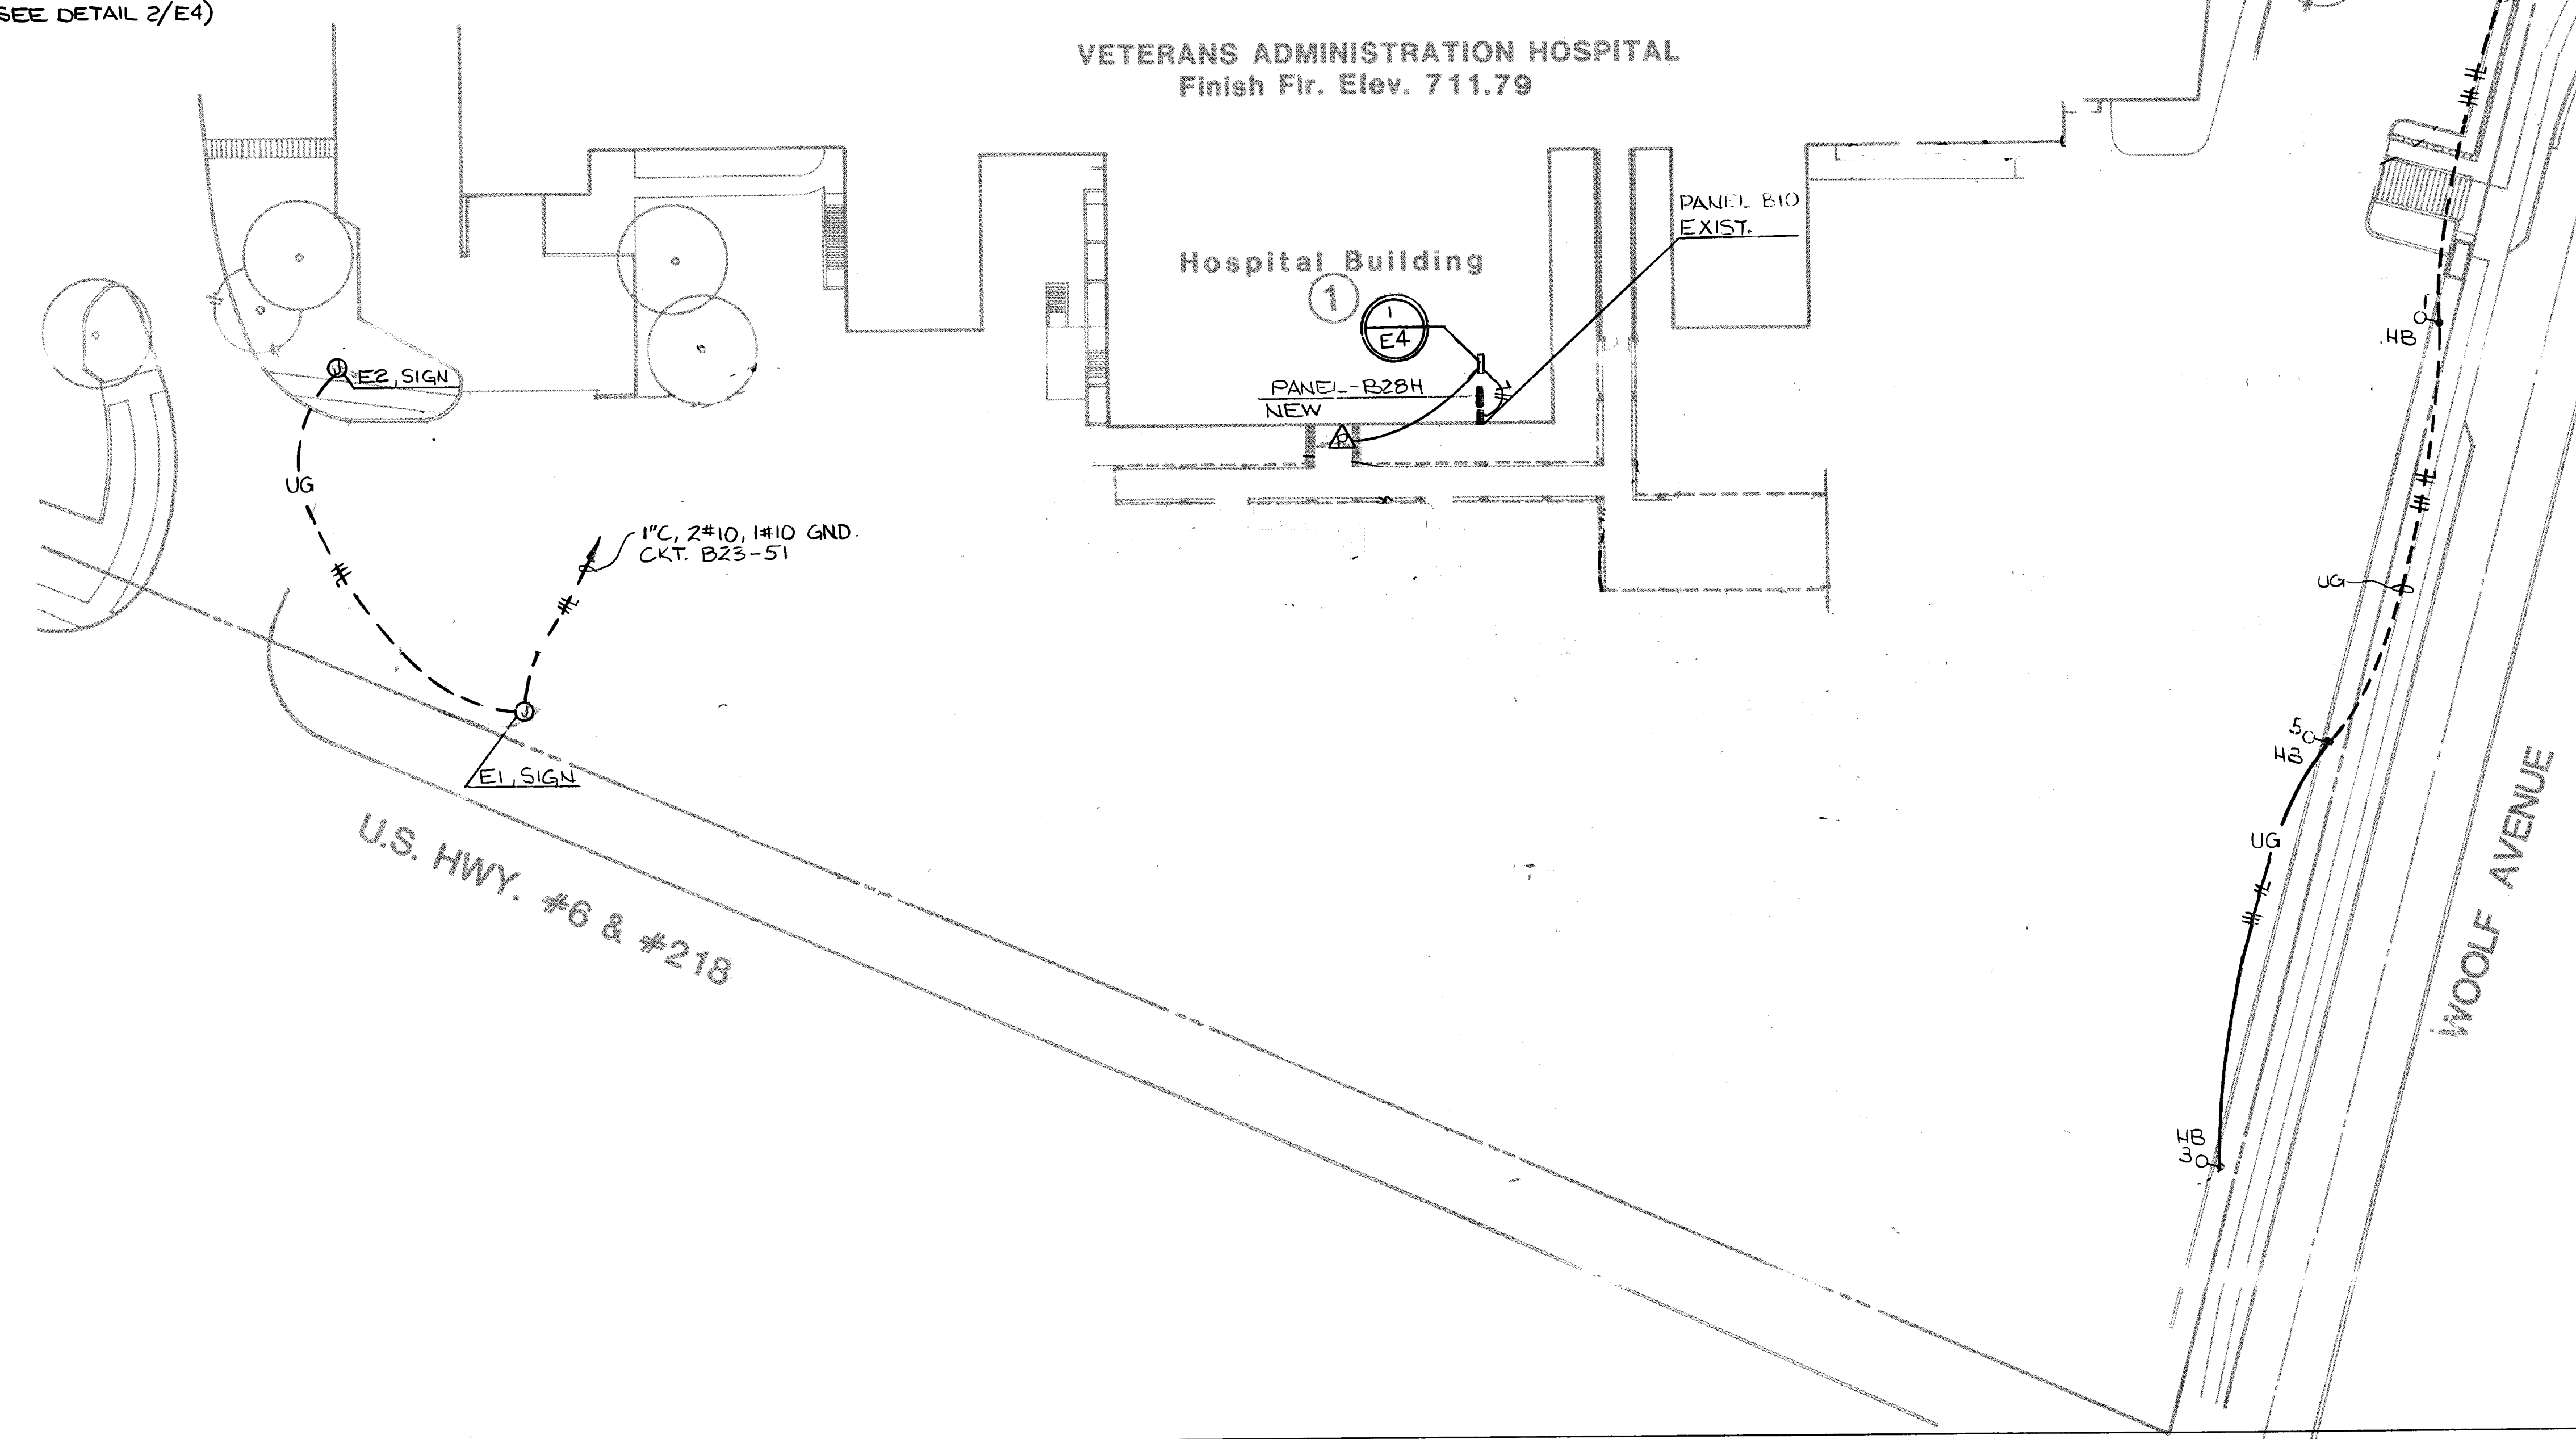 SEE DETAIL 2/E4)
VETERANS ADMINISTRATION HOSPITAL
Finish Flr. Elev. 711.79
PANEL B10
EXIST.
Hospital Building
1
1
E4
PANEL-B28H
NEW
P
J
E2, SIGN
UG
1"C, 2#10, 1#10 GND.
CKT. B23-51
J
E1, SIGN
U.S. HWY. #6 & #218
1
HB
UG
5
HB
UG
HB
3
WOOLF AVENUE